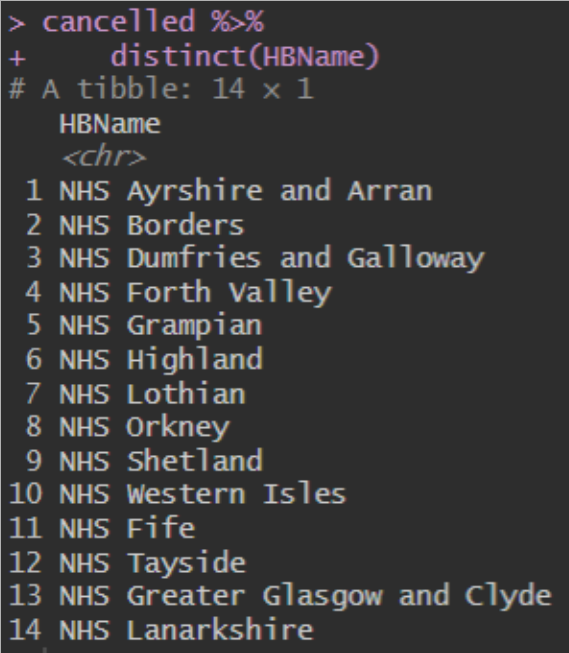 > cancelled %>%
+     distinct(HBName)
# A tibble: 14 × 1
   HBName
   <chr>
 1 NHS Ayrshire and Arran
 2 NHS Borders
 3 NHS Dumfries and Galloway
 4 NHS Forth Valley
 5 NHS Grampian
 6 NHS Highland
 7 NHS Lothian
 8 NHS Orkney
 9 NHS Shetland
10 NHS Western Isles
11 NHS Fife
12 NHS Tayside
13 NHS Greater Glasgow and Clyde
14 NHS Lanarkshire